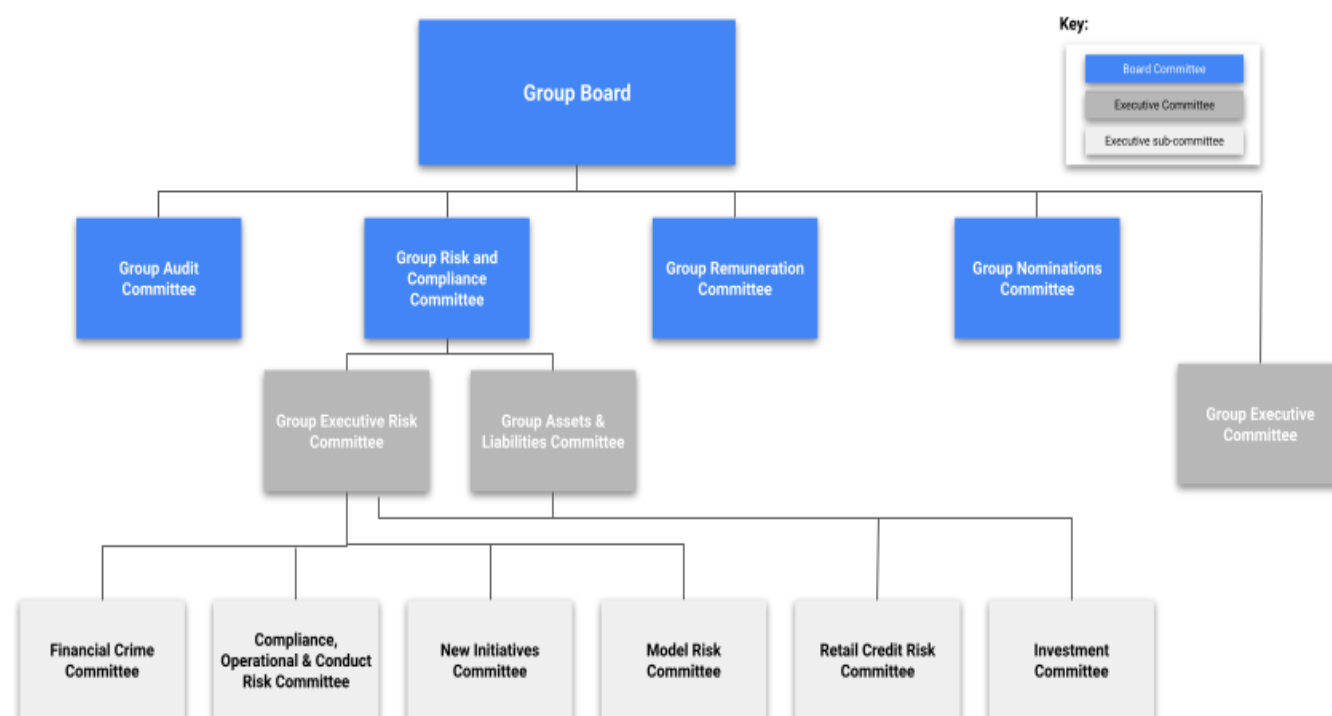 Key:
Board Committee
Executive Committee
Executive sub-committee
Group Board
Group Audit
Committee
Group Risk and
Compliance
Committee
Group Remuneration
Committee
Group Nominations
Committee
Group Executive Risk
Committee
Group Assets &
Liabilities Committee
Group Executive
Committee
Financial Crime
Committee
Compliance,
Operational & Conduct
Risk Committee
New Initiatives
Committee
Model Risk
Committee
Retail Credit Risk
Committee
Investment
Committee